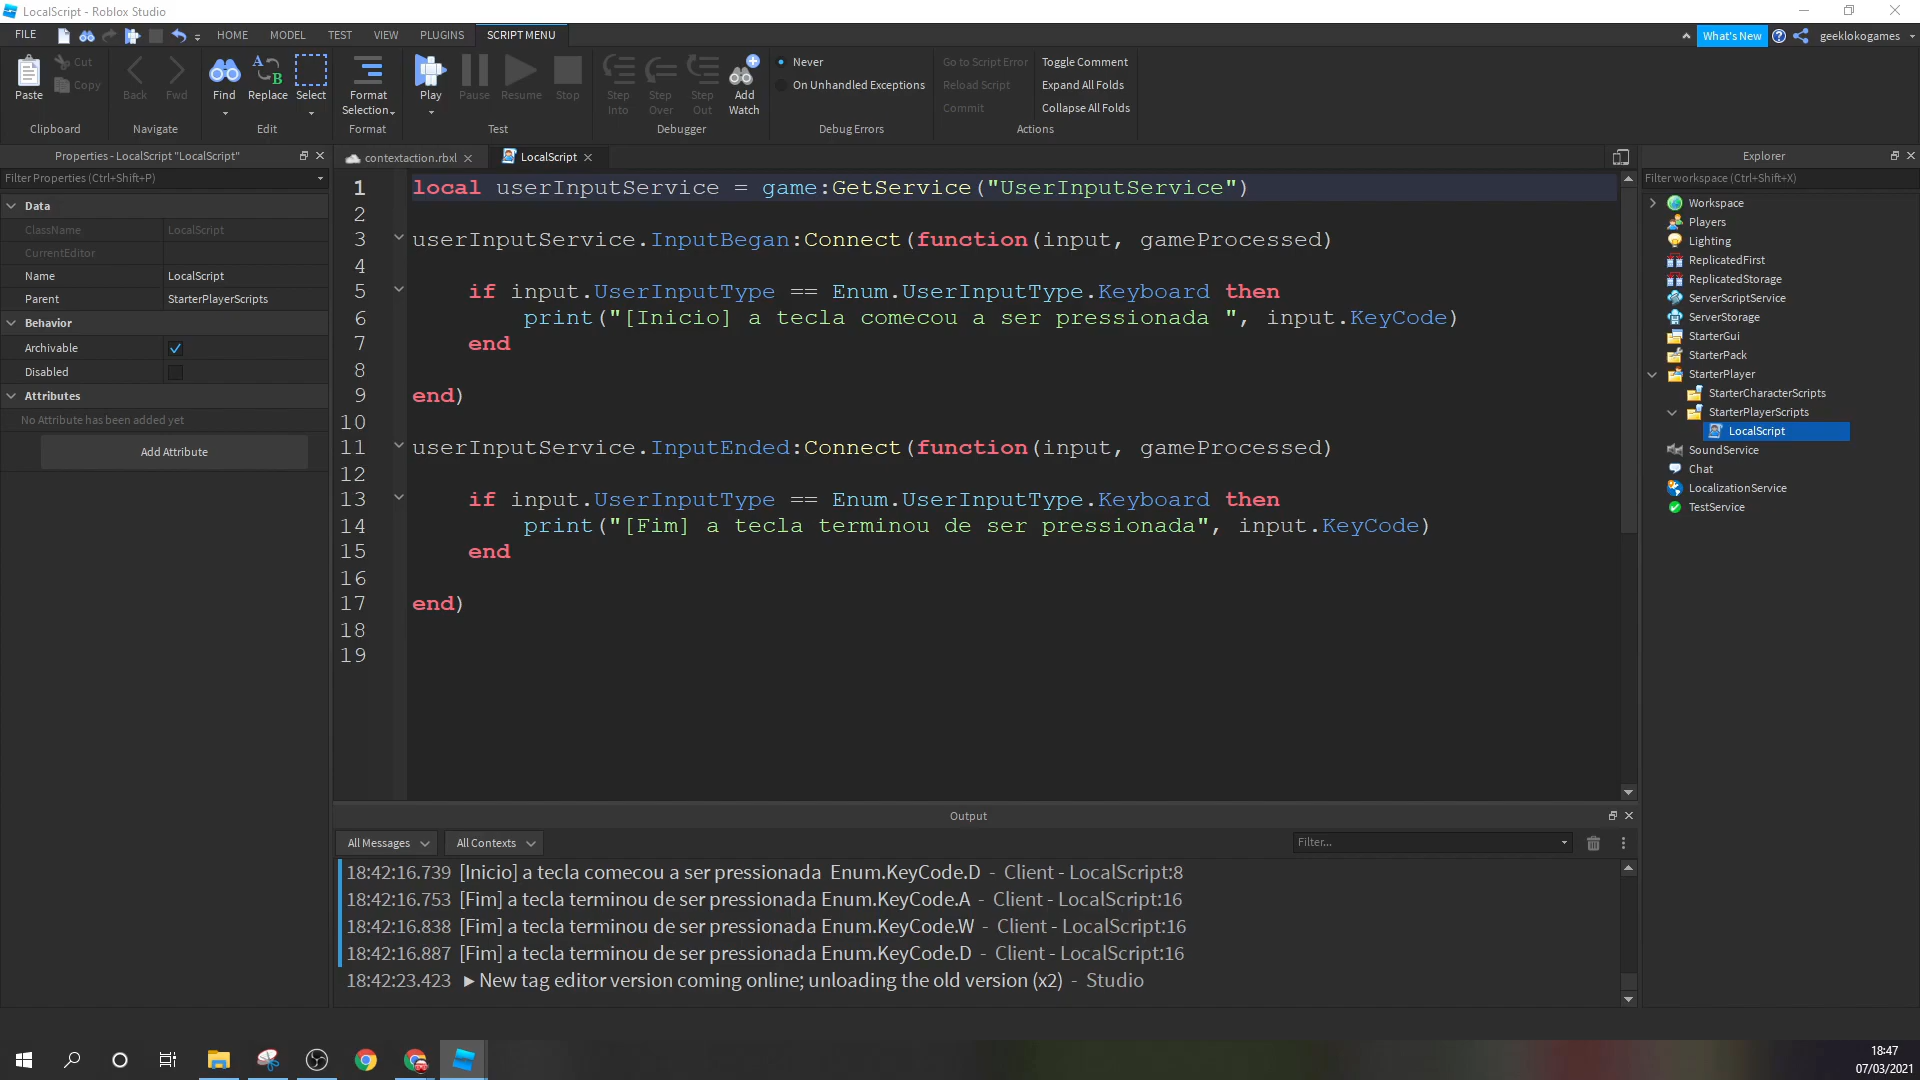 LocalScript - Roblox Studio
FILE HOME MODEL TEST VIEW PLUGINS SCRIPT MENU What's New geeklokogames
Paste Cut Copy
Clipboard
Back Fwd
Navigate
Find Replace Select
Edit
Format Selection
Format
Play Pause Resume Stop
Test
Step Into Step Over Step Out Add Watch
Debugger
Never
On Unhandled Exceptions
Debug Errors
Go to Script Error
Reload Script
Commit
Toggle Comment
Expand All Folds
Collapse All Folds
Actions
Properties - LocalScript "LocalScript"
Filter Properties (Ctrl+Shift+P)
Data
ClassName LocalScript
CurrentEditor
Name LocalScript
Parent StarterPlayerScripts
Behavior
Archivable
Disabled
Attributes
No Attribute has been added yet
Add Attribute
contextaction.rbxl LocalScript
1 local userInputService = game:GetService("UserInputService")
2
3 userInputService.InputBegan:Connect(function(input, gameProcessed)
4
5 if input.UserInputType == Enum.UserInputType.Keyboard then
6 print("[Inicio] a tecla comecou a ser pressionada ", input.KeyCode)
7 end
8
9 end)
10
11 userInputService.InputEnded:Connect(function(input, gameProcessed)
12
13 if input.UserInputType == Enum.UserInputType.Keyboard then
14 print("[Fim] a tecla terminou de ser pressionada", input.KeyCode)
15 end
16
17 end)
18
19
Output
All Messages All Contexts Filter...
18:42:16.739 [Inicio] a tecla comecou a ser pressionada Enum.KeyCode.D - Client - LocalScript:8
18:42:16.753 [Fim] a tecla terminou de ser pressionada Enum.KeyCode.A - Client - LocalScript:16
18:42:16.838 [Fim] a tecla terminou de ser pressionada Enum.KeyCode.W - Client - LocalScript:16
18:42:16.887 [Fim] a tecla terminou de ser pressionada Enum.KeyCode.D - Client - LocalScript:16
18:42:23.423 ▶ New tag editor version coming online; unloading the old version (x2) - Studio
Explorer
Filter workspace (Ctrl+Shift+X)
Workspace
Players
Lighting
ReplicatedFirst
ReplicatedStorage
ServerScriptService
ServerStorage
StarterGui
StarterPack
StarterPlayer
StarterCharacterScripts
StarterPlayerScripts
LocalScript
SoundService
Chat
LocalizationService
TestService
18:47
07/03/2021